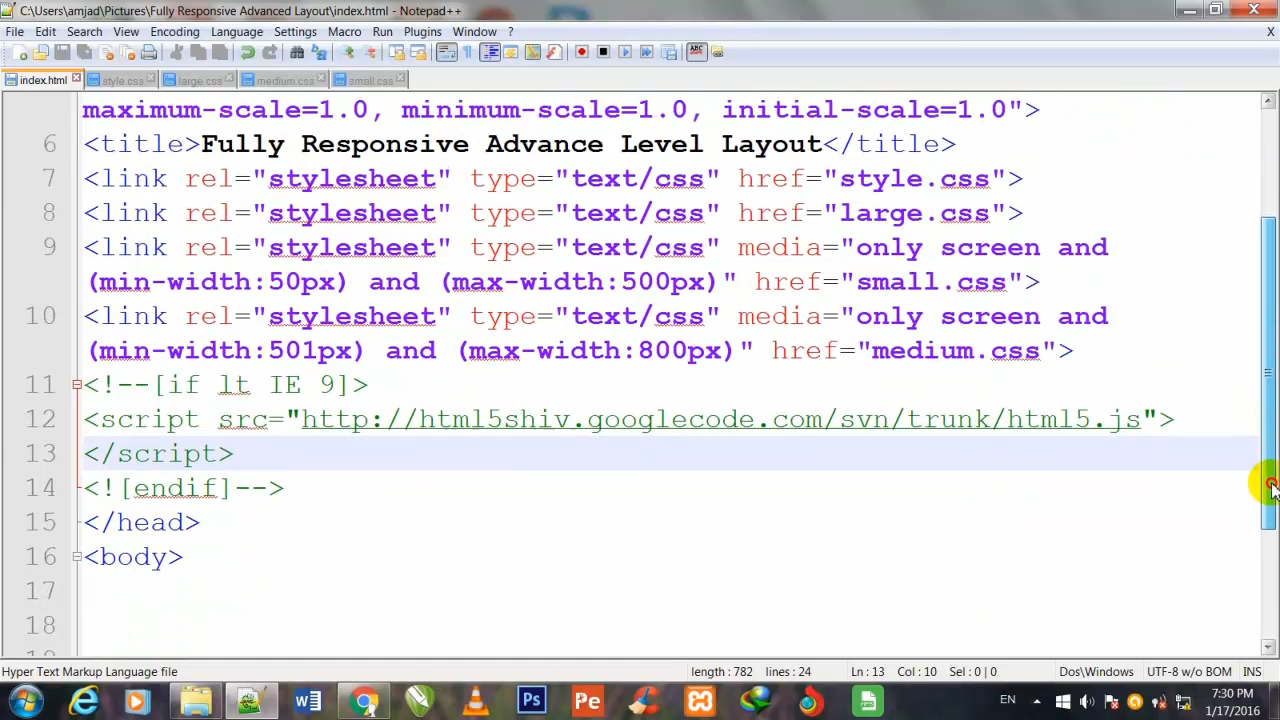 C:\Users\amjad\Pictures\Fully Responsive Advanced Layout\index.html - Notepad++
File Edit Search View Encoding Language Settings Macro Run Plugins Window ? X
index.html style.css large.css medium.css small.css
maximum-scale=1.0, minimum-scale=1.0, initial-scale=1.0">
6 <title>Fully Responsive Advance Level Layout</title>
7 <link rel="stylesheet" type="text/css" href="style.css">
8 <link rel="stylesheet" type="text/css" href="large.css">
9 <link rel="stylesheet" type="text/css" media="only screen and
(min-width:50px) and (max-width:500px)" href="small.css">
10 <link rel="stylesheet" type="text/css" media="only screen and
(min-width:501px) and (max-width:800px)" href="medium.css">
11 <!--[if lt IE 9]>
12 <script src="http://html5shiv.googlecode.com/svn/trunk/html5.js">
13 </script>
14 <![endif]-->
15 </head>
16 <body>
17
18
Hyper Text Markup Language file length : 782 lines : 24 Ln : 13 Col : 10 Sel : 0 | 0 Dos\Windows UTF-8 w/o BOM INS
EN 7:30 PM
1/17/2016